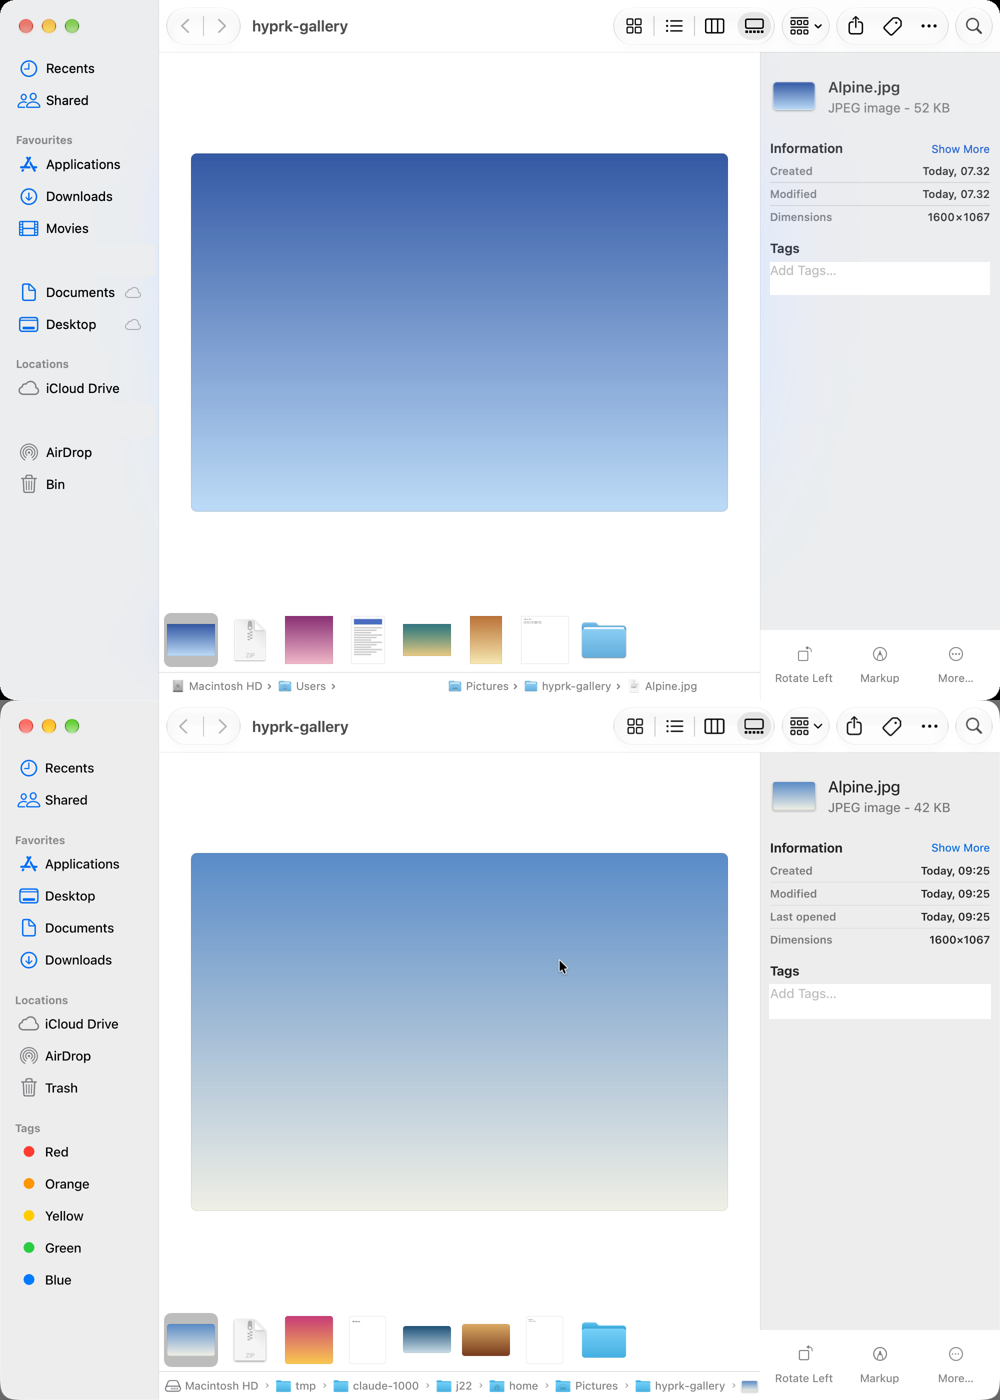 hyprk-gallery
Recents
Shared
Favourites
Applications
Downloads
Movies
Documents
Desktop
Locations
iCloud Drive
AirDrop
Bin
Alpine.jpg
JPEG image - 52 KB
Information Show More
Created Today, 07.32
Modified Today, 07.32
Dimensions 1600×1067
Tags
Add Tags...
ZIP
Rotate Left Markup More...
Macintosh HD › Users › Pictures › hyprk-gallery › Alpine.jpg
hyprk-gallery
Recents
Shared
Favorites
Applications
Desktop
Documents
Downloads
Locations
iCloud Drive
AirDrop
Trash
Tags
Red
Orange
Yellow
Green
Blue
Alpine.jpg
JPEG image - 42 KB
Information Show More
Created Today, 09:25
Modified Today, 09:25
Last opened Today, 09:25
Dimensions 1600×1067
Tags
Add Tags...
ZIP
Rotate Left Markup More...
Macintosh HD › tmp › claude-1000 › j22 › home › Pictures › hyprk-gallery ›